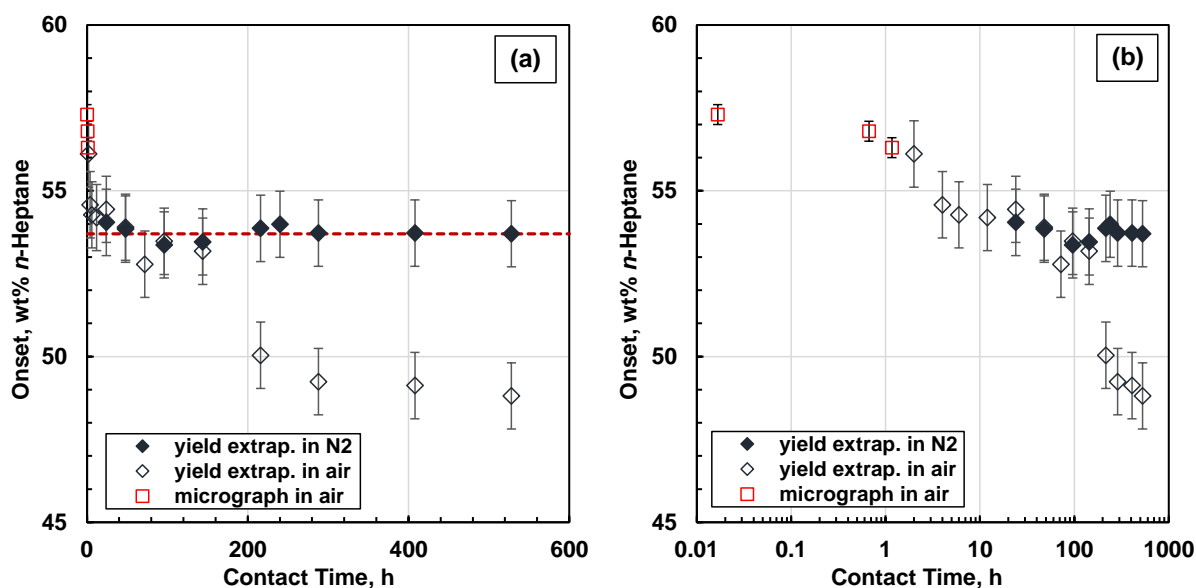 (a)
60
55
50
45
Onset, wt% n-Heptane
yield extrap. in N2
yield extrap. in air
micrograph in air
0
200
400
600
Contact Time, h
(b)
60
55
50
45
Onset, wt% n-Heptane
yield extrap. in N2
yield extrap. in air
micrograph in air
0.01
0.1
1
10
100
1000
Contact Time, h